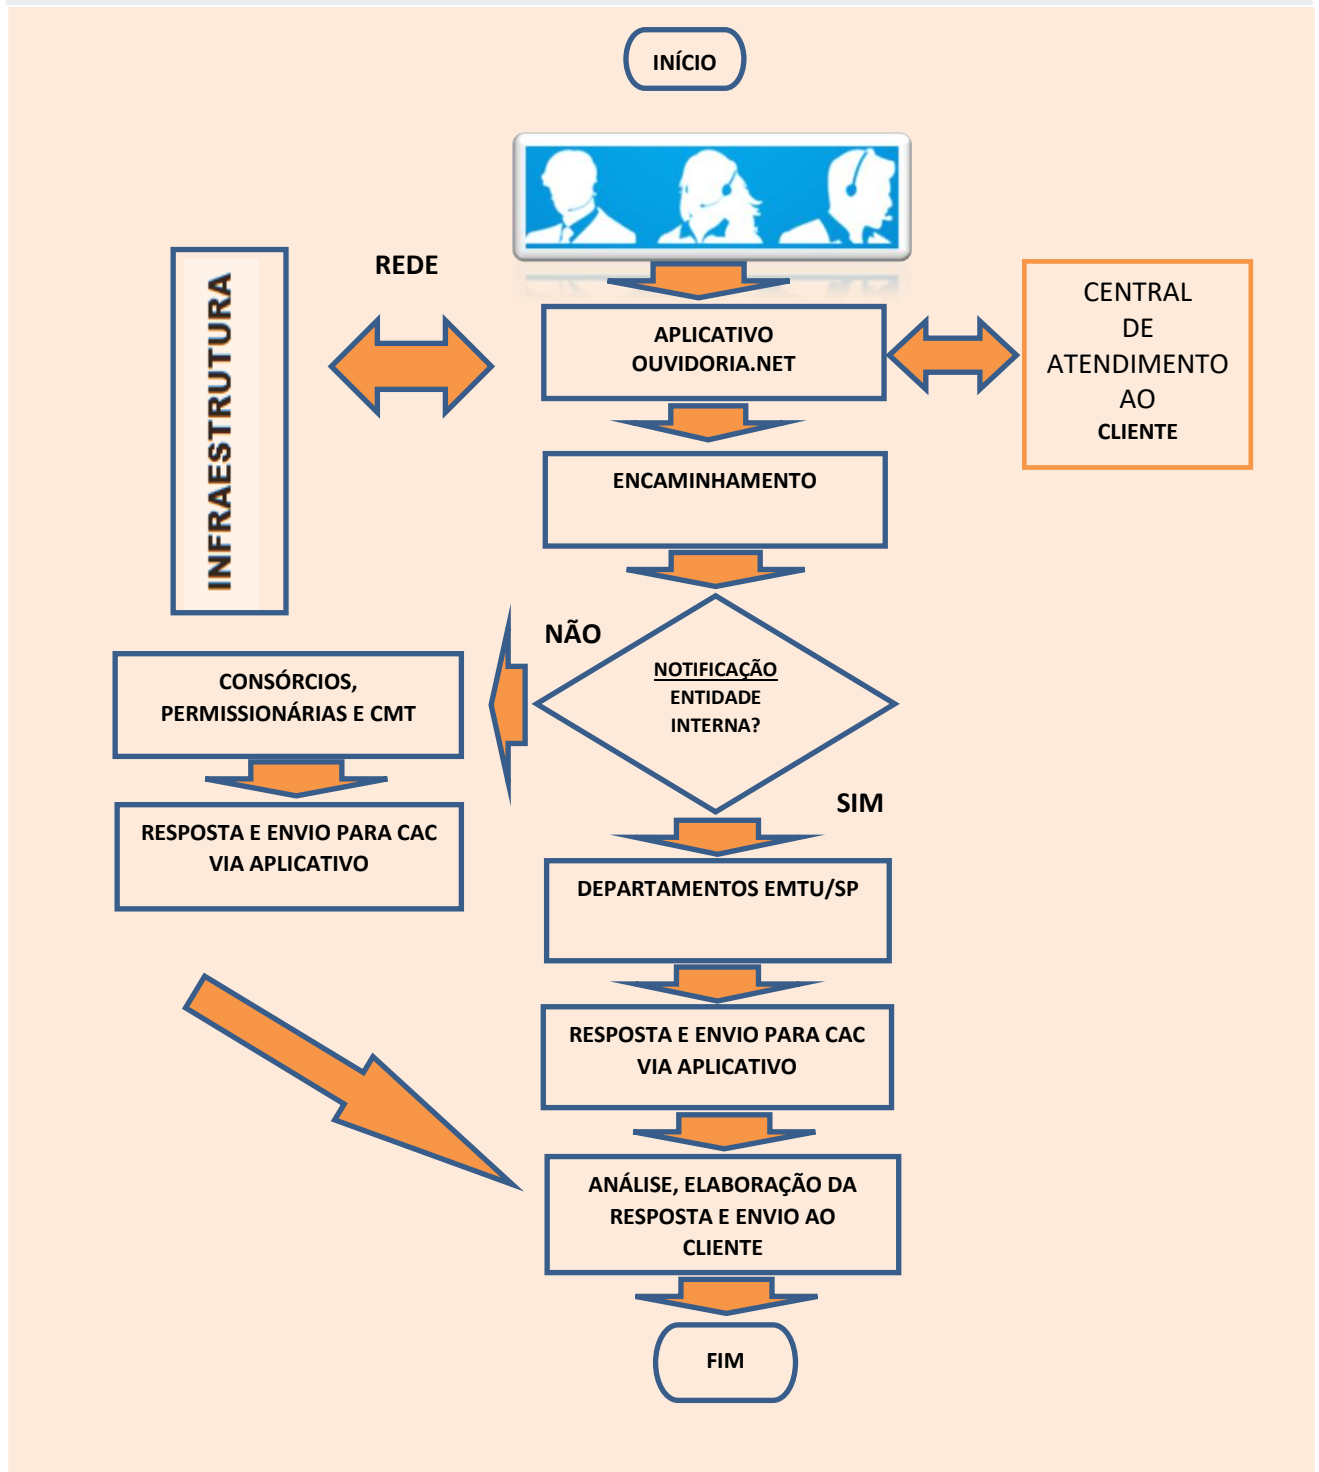 INÍCIO
REDE
INFRAESTRUTURA
APLICATIVO
OUVIDORIA.NET
CENTRAL
DE
ATENDIMENTO
AO
CLIENTE
ENCAMINHAMENTO
NÃO
NOTIFICAÇÃO
ENTIDADE
INTERNA?
CONSÓRCIOS,
PERMISSIONÁRIAS E CMT
SIM
RESPOSTA E ENVIO PARA CAC
VIA APLICATIVO
DEPARTAMENTOS EMTU/SP
RESPOSTA E ENVIO PARA CAC
VIA APLICATIVO
ANÁLISE, ELABORAÇÃO DA
RESPOSTA E ENVIO AO
CLIENTE
FIM